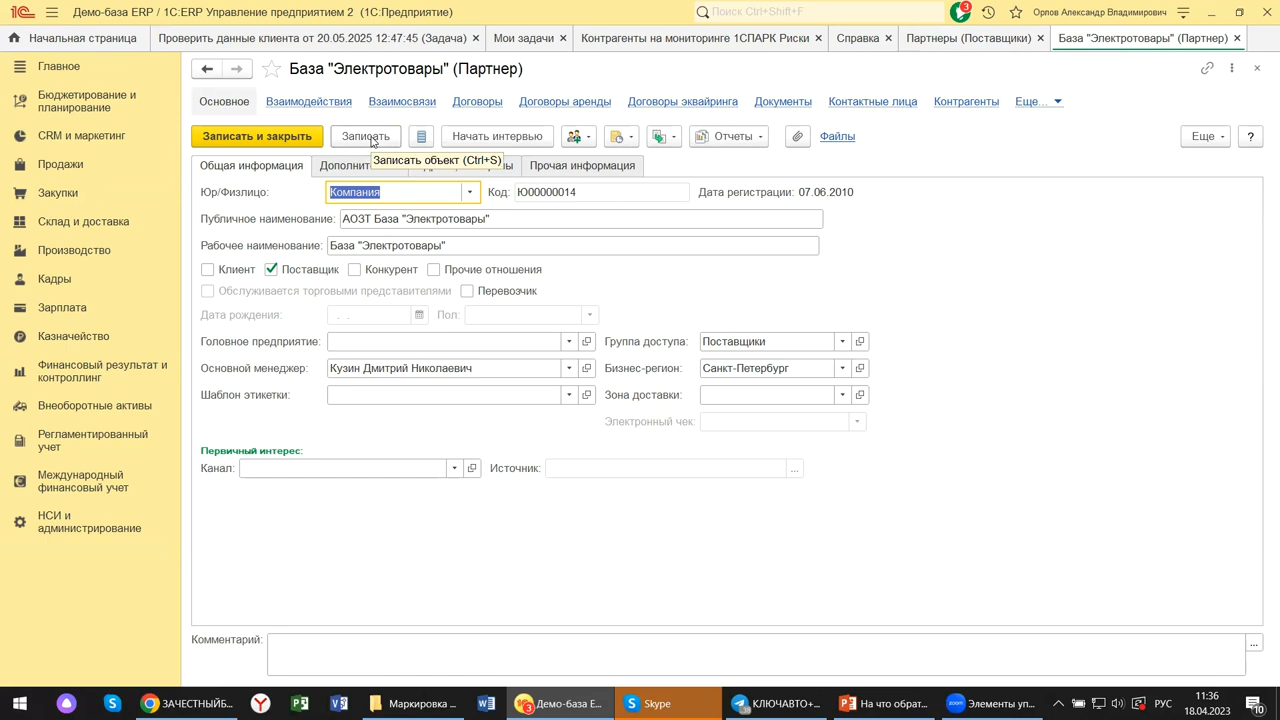 Демо-база ERP / 1С:ERP Управление предприятием 2 (1С:Предприятие)
Поиск Ctrl+Shift+F
3
Орлов Александр Владимирович
Начальная страница
Проверить данные клиента от 20.05.2025 12:47:45 (Задача) ×
Мои задачи ×
Контрагенты на мониторинге 1СПАРК Риски ×
Справка ×
Партнеры (Поставщики) ×
База "Электротовары" (Партнер) ×
Главное
Бюджетирование и
планирование
CRM и маркетинг
Продажи
Закупки
Склад и доставка
Производство
Кадры
Зарплата
Казначейство
Финансовый результат и
контроллинг
Внеоборотные активы
Регламентированный
учет
Международный
финансовый учет
НСИ и
администрирование
База "Электротовары" (Партнер)
Основное
Взаимодействия
Взаимосвязи
Договоры
Договоры аренды
Договоры эквайринга
Документы
Контактные лица
Контрагенты
Еще...
Записать и закрыть
Записать
Начать интервью
Отчеты
Файлы
Еще
?
Записать объект (Ctrl+S)
Общая информация
Дополнит
Прочая информация
Юр/Физлицо: Компания
Код: Ю00000014
Дата регистрации: 07.06.2010
Публичное наименование: АОЗТ База "Электротовары"
Рабочее наименование: База "Электротовары"
Клиент
Поставщик
Конкурент
Прочие отношения
Обслуживается торговыми представителями
Перевозчик
Дата рождения: . .
Пол:
Головное предприятие:
Группа доступа: Поставщики
Основной менеджер: Кузин Дмитрий Николаевич
Бизнес-регион: Санкт-Петербург
Шаблон этикетки:
Зона доставки:
Электронный чек:
Первичный интерес:
Канал:
Источник:
...
Комментарий:
...
ЗАЧЕСТНЫЙБ...
Маркировка ...
3
Демо-база Е...
Skype
КЛЮЧАВТО+...
На что обрат...
Элементы уп...
РУС
11:36
18.04.2023
10